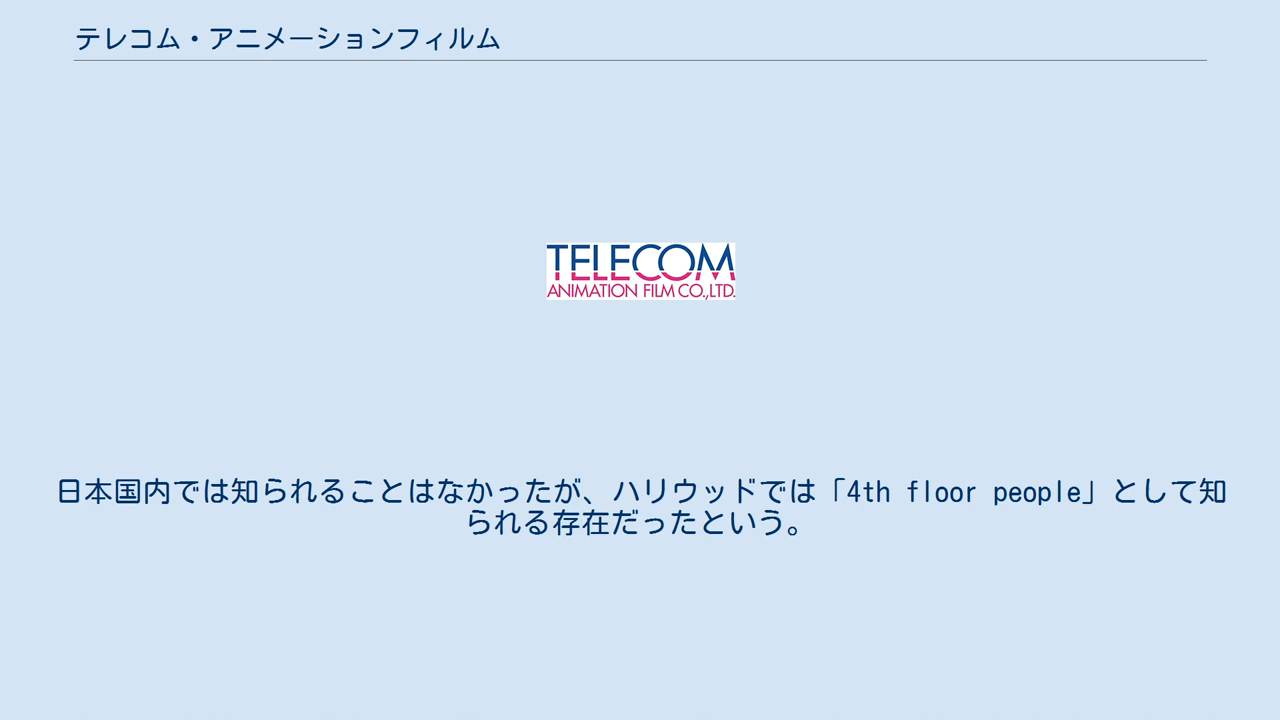 テレコム・アニメーションフィルム
TELECOM
ANIMATION FILM CO.,LTD.
日本国内では知られることはなかったが、ハリウッドでは「4th floor people」として知
られる存在だったという。